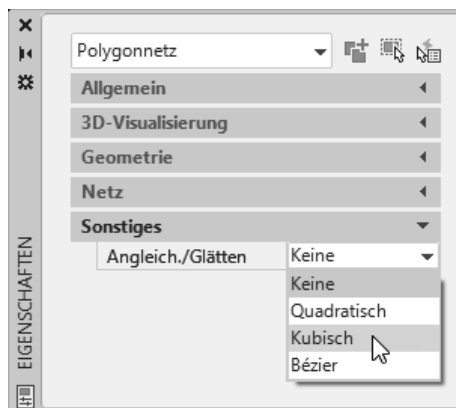 Polygonnetz
Allgemein
3D-Visualisierung
Geometrie
Netz
Sonstiges
Angleich./Glätten Keine
Keine
Quadratisch
Kubisch
Bézier
EIGENSCHAFTEN